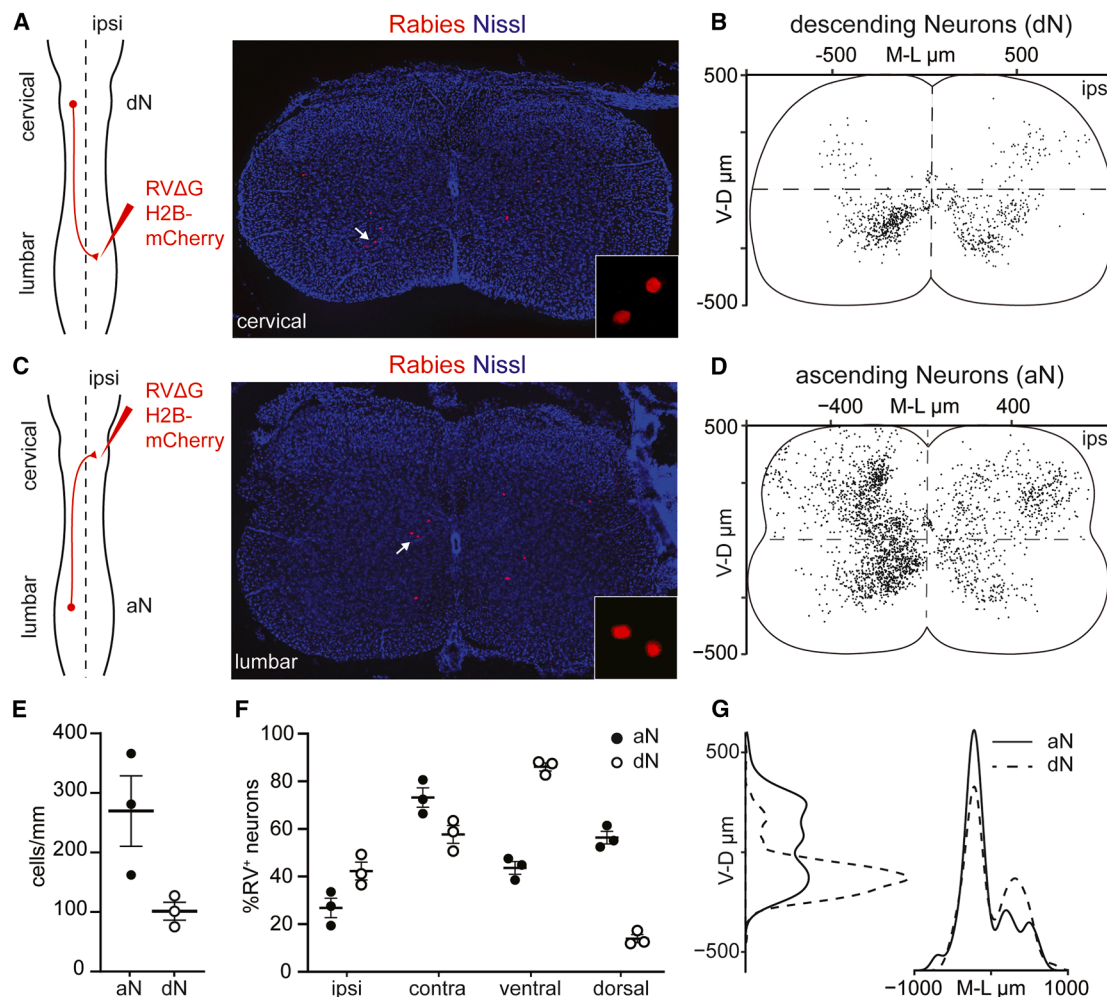 A
ipsi
cervical
dN
RVΔG
H2B-
mCherry
lumbar
Rabies Nissl
cervical
B
descending Neurons (dN)
-500 M-L µm 500
500
ips
V-D µm
-500
C
ipsi
RVΔG
H2B-
mCherry
cervical
lumbar
aN
Rabies Nissl
lumbar
D
ascending Neurons (aN)
−400 M-L µm 400
500
ips
V-D µm
−500
E
400
300
200
100
0
cells/mm
aN dN
F
100
80
60
40
20
0
%RV⁺ neurons
aN
dN
ipsi contra ventral dorsal
G
aN
dN
500
V-D µm
−500
-1000 M-L µm 1000